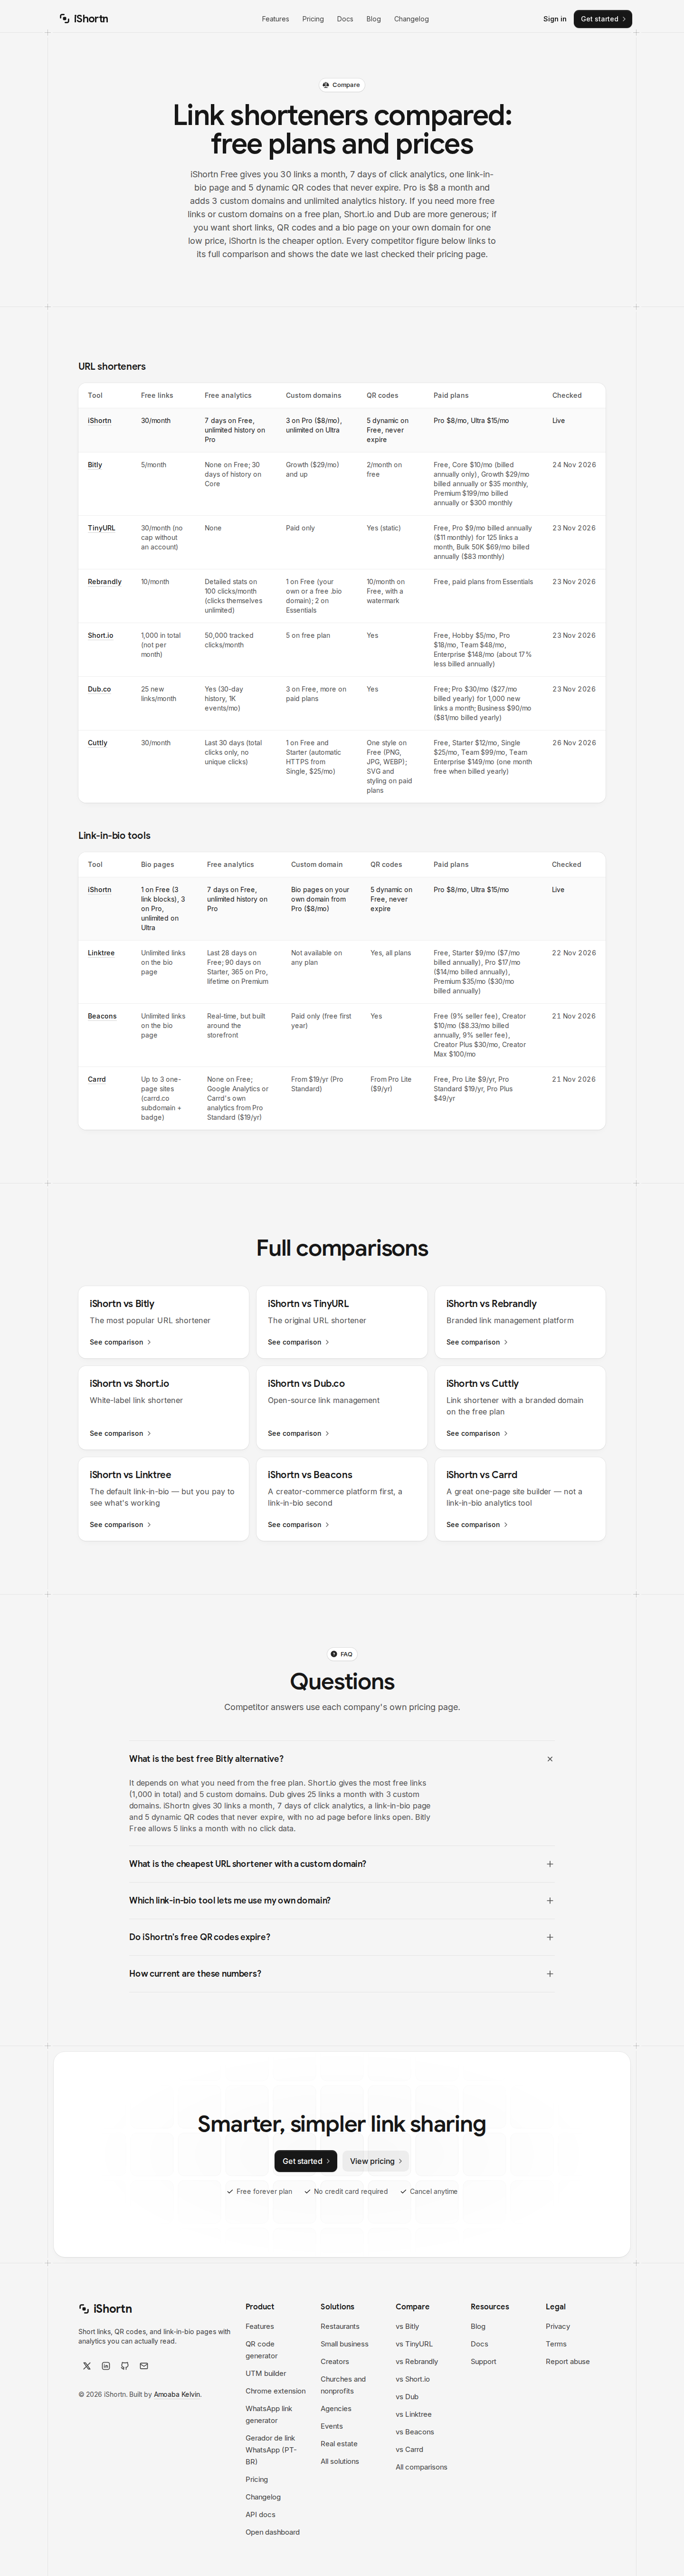 iShortn
Features
Pricing
Docs
Blog
Changelog
Sign in
Get started
Compare
Link shorteners compared:
free plans and prices
iShortn Free gives you 30 links a month, 7 days of click analytics, one link-in-
bio page and 5 dynamic QR codes that never expire. Pro is $8 a month and
adds 3 custom domains and unlimited analytics history. If you need more free
links or custom domains on a free plan, Short.io and Dub are more generous; if
you want short links, QR codes and a bio page on your own domain for one
low price, iShortn is the cheaper option. Every competitor figure below links to
its full comparison and shows the date we last checked their pricing page.
URL shorteners
Tool
Free links
Free analytics
Custom domains
QR codes
Paid plans
Checked
iShortn
30/month
7 days on Free,
unlimited history on
Pro
3 on Pro ($8/mo),
unlimited on Ultra
5 dynamic on
Free, never
expire
Pro $8/mo, Ultra $15/mo
Live
Bitly
5/month
None on Free; 30
days of history on
Core
Growth ($29/mo)
and up
2/month on
free
Free, Core $10/mo (billed
annually only), Growth $29/mo
billed annually or $35 monthly,
Premium $199/mo billed
annually or $300 monthly
24 Nov 2026
TinyURL
30/month (no
cap without
an account)
None
Paid only
Yes (static)
Free, Pro $9/mo billed annually
($11 monthly) for 125 links a
month, Bulk 50K $69/mo billed
annually ($83 monthly)
23 Nov 2026
Rebrandly
10/month
Detailed stats on
100 clicks/month
(clicks themselves
unlimited)
1 on Free (your
own or a free .bio
domain); 2 on
Essentials
10/month on
Free, with a
watermark
Free, paid plans from Essentials
23 Nov 2026
Short.io
1,000 in total
(not per
month)
50,000 tracked
clicks/month
5 on free plan
Yes
Free, Hobby $5/mo, Pro
$18/mo, Team $48/mo,
Enterprise $148/mo (about 17%
less billed annually)
23 Nov 2026
Dub.co
25 new
links/month
Yes (30-day
history, 1K
events/mo)
3 on Free, more on
paid plans
Yes
Free; Pro $30/mo ($27/mo
billed yearly) for 1,000 new
links a month; Business $90/mo
($81/mo billed yearly)
23 Nov 2026
Cuttly
30/month
Last 30 days (total
clicks only, no
unique clicks)
1 on Free and
Starter (automatic
HTTPS from
Single, $25/mo)
One style on
Free (PNG,
JPG, WEBP);
SVG and
styling on paid
plans
Free, Starter $12/mo, Single
$25/mo, Team $99/mo, Team
Enterprise $149/mo (one month
free when billed yearly)
26 Nov 2026
Link-in-bio tools
Tool
Bio pages
Free analytics
Custom domain
QR codes
Paid plans
Checked
iShortn
1 on Free (3
link blocks), 3
on Pro,
unlimited on
Ultra
7 days on Free,
unlimited history on
Pro
Bio pages on your
own domain from
Pro ($8/mo)
5 dynamic on
Free, never
expire
Pro $8/mo, Ultra $15/mo
Live
Linktree
Unlimited links
on the bio
page
Last 28 days on
Free; 90 days on
Starter, 365 on Pro,
lifetime on Premium
Not available on
any plan
Yes, all plans
Free, Starter $9/mo ($7/mo
billed annually), Pro $17/mo
($14/mo billed annually),
Premium $35/mo ($30/mo
billed annually)
22 Nov 2026
Beacons
Unlimited links
on the bio
page
Real-time, but built
around the
storefront
Paid only (free first
year)
Yes
Free (9% seller fee), Creator
$10/mo ($8.33/mo billed
annually, 9% seller fee),
Creator Plus $30/mo, Creator
Max $100/mo
21 Nov 2026
Carrd
Up to 3 one-
page sites
(carrd.co
subdomain +
badge)
None on Free;
Google Analytics or
Carrd's own
analytics from Pro
Standard ($19/yr)
From $19/yr (Pro
Standard)
From Pro Lite
($9/yr)
Free, Pro Lite $9/yr, Pro
Standard $19/yr, Pro Plus
$49/yr
21 Nov 2026
Full comparisons
iShortn vs Bitly
The most popular URL shortener
See comparison
iShortn vs TinyURL
The original URL shortener
See comparison
iShortn vs Rebrandly
Branded link management platform
See comparison
iShortn vs Short.io
White-label link shortener
See comparison
iShortn vs Dub.co
Open-source link management
See comparison
iShortn vs Cuttly
Link shortener with a branded domain
on the free plan
See comparison
iShortn vs Linktree
The default link-in-bio — but you pay to
see what's working
See comparison
iShortn vs Beacons
A creator-commerce platform first, a
link-in-bio second
See comparison
iShortn vs Carrd
A great one-page site builder — not a
link-in-bio analytics tool
See comparison
FAQ
Questions
Competitor answers use each company's own pricing page.
What is the best free Bitly alternative?
It depends on what you need from the free plan. Short.io gives the most free links
(1,000 in total) and 5 custom domains. Dub gives 25 links a month with 3 custom
domains. iShortn gives 30 links a month, 7 days of click analytics, a link-in-bio page
and 5 dynamic QR codes that never expire, with no ad page before links open. Bitly
Free allows 5 links a month with no click data.
What is the cheapest URL shortener with a custom domain?
Which link-in-bio tool lets me use my own domain?
Do iShortn's free QR codes expire?
How current are these numbers?
Smarter, simpler link sharing
Get started
View pricing
Free forever plan
No credit card required
Cancel anytime
iShortn
Short links, QR codes, and link-in-bio pages with
analytics you can actually read.
© 2026 iShortn. Built by Amoaba Kelvin.
Product
Features
QR code
generator
UTM builder
Chrome extension
WhatsApp link
generator
Gerador de link
WhatsApp (PT-
BR)
Pricing
Changelog
API docs
Open dashboard
Solutions
Restaurants
Small business
Creators
Churches and
nonprofits
Agencies
Events
Real estate
All solutions
Compare
vs Bitly
vs TinyURL
vs Rebrandly
vs Short.io
vs Dub
vs Linktree
vs Beacons
vs Carrd
All comparisons
Resources
Blog
Docs
Support
Legal
Privacy
Terms
Report abuse